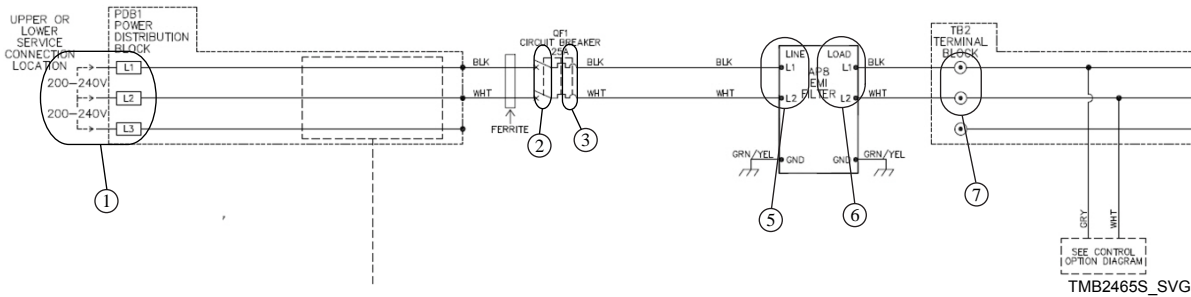 UPPER OR
LOWER
SERVICE
CONNECTION
LOCATION
PDB1
POWER
DISTRIBUTION
BLOCK
L1
200-240V
L2
200-240V
L3
1
BLK
WHT
FERRITE
QF1
CIRCUIT BREAKER
25A
2
3
BLK
WHT
BLK
WHT
LINE
LOAD
L1
L1
AP8
EMI
FILTER
L2
L2
BLK
WHT
GRN/YEL
GND
GND
GRN/YEL
5
6
TB2
TERMINAL
BLOCK
7
GRY
WHT
SEE CONTROL
OPTION DIAGRAM
TMB2465S_SVG